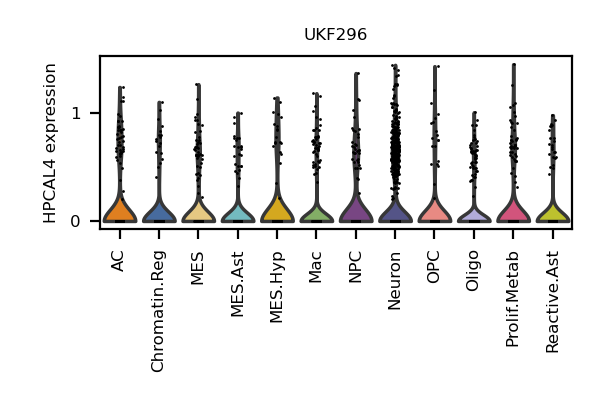 UKF296
HPCAL4 expression
1
0
AC
Chromatin.Reg
MES
MES.Ast
MES.Hyp
Mac
NPC
Neuron
OPC
Oligo
Prolif.Metab
Reactive.Ast